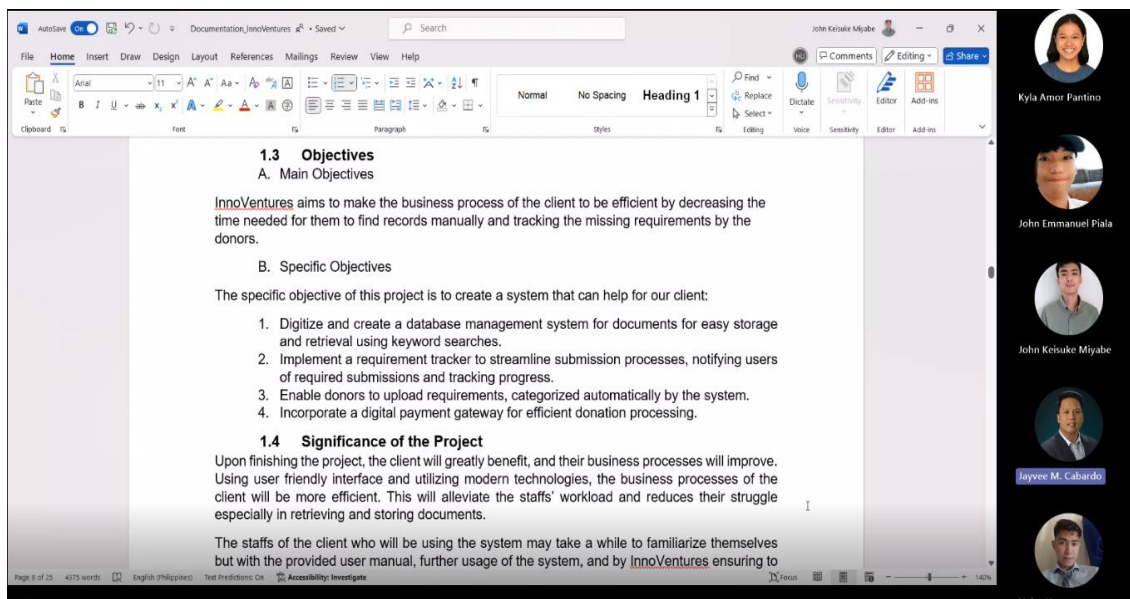 AutoSave On Documentation_InnoVentures • Saved Search John Keisuke Miyabe
File Home Insert Draw Design Layout References Mailings Review View Help Comments Editing Share
Paste Arial 11 Normal No Spacing Heading 1 Find Replace Select Dictate Sensitivity Editor Add-ins
Clipboard Font Paragraph Styles Editing Voice Sensitivity Editor Add-ins
1.3 Objectives
A. Main Objectives
InnoVentures aims to make the business process of the client to be efficient by decreasing the
time needed for them to find records manually and tracking the missing requirements by the
donors.
B. Specific Objectives
The specific objective of this project is to create a system that can help for our client:
1. Digitize and create a database management system for documents for easy storage
and retrieval using keyword searches.
2. Implement a requirement tracker to streamline submission processes, notifying users
of required submissions and tracking progress.
3. Enable donors to upload requirements, categorized automatically by the system.
4. Incorporate a digital payment gateway for efficient donation processing.
1.4 Significance of the Project
Upon finishing the project, the client will greatly benefit, and their business processes will improve.
Using user friendly interface and utilizing modern technologies, the business processes of the
client will be more efficient. This will alleviate the staffs' workload and reduces their struggle
especially in retrieving and storing documents.
The staffs of the client who will be using the system may take a while to familiarize themselves
but with the provided user manual, further usage of the system, and by InnoVentures ensuring to
Page 8 of 25 4375 words English (Philippines) Text Predictions: On Accessibility: Investigate Focus 140%
Kyla Amor Pantino
John Emmanuel Piala
John Keisuke Miyabe
Jayvee M. Cabardo